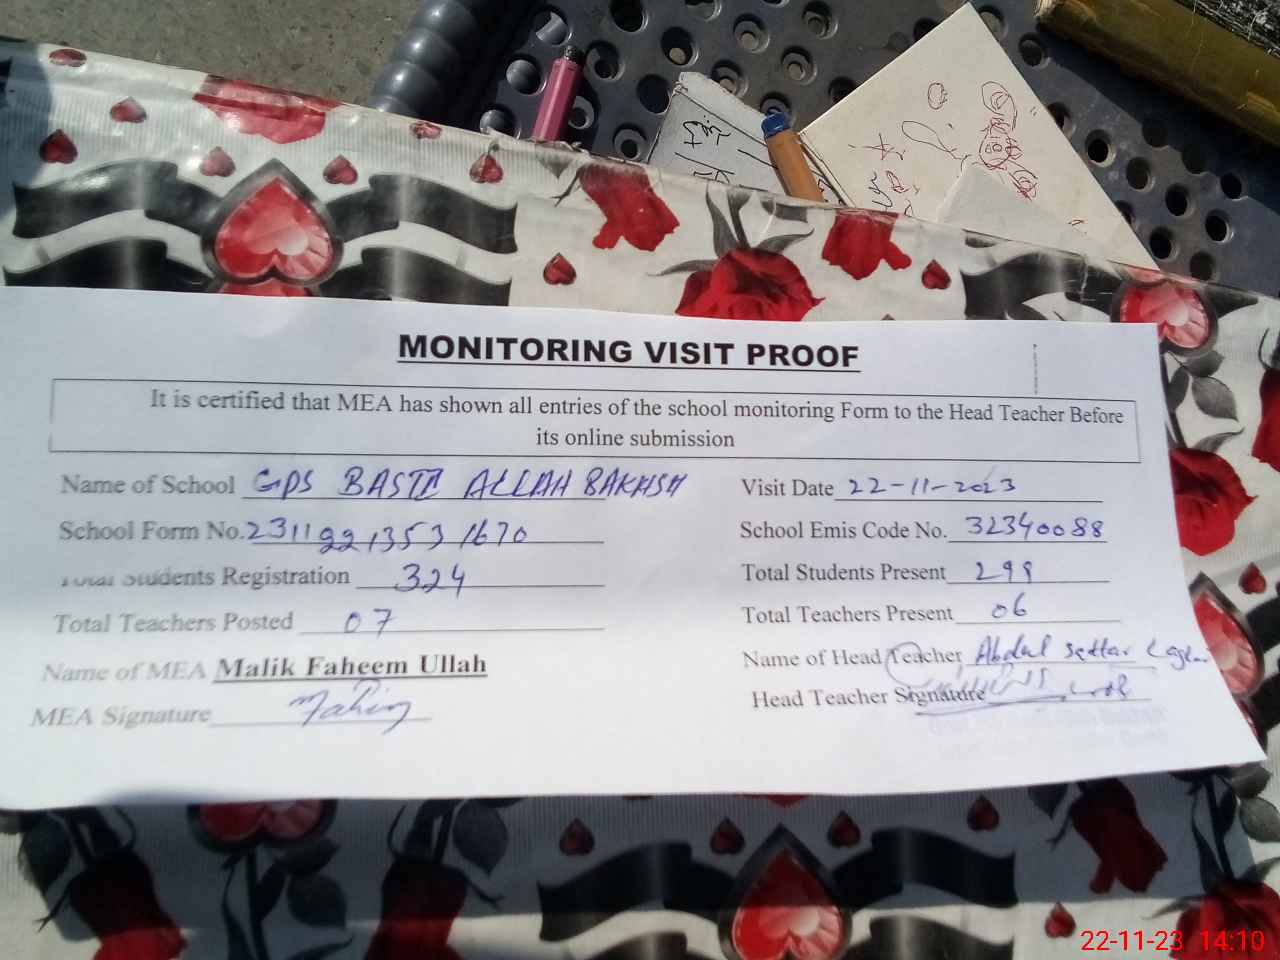 MONITORING VISIT PROOF
It is certified that MEA has shown all entries of the school monitoring Form to the Head Teacher Before
its online submission
Name of School GPS BASTI ALLAH BAKHSH
Visit Date 22-11-2023
School Form No. 2311221353 1670
School Emis Code No. 32340088
Total Students Registration 324
Total Students Present 299
Total Teachers Posted 07
Total Teachers Present 06
Name of MEA Malik Faheem Ullah
Name of Head Teacher Abdul Sattar
MEA Signature
Head Teacher Signature
22-11-23 14:10